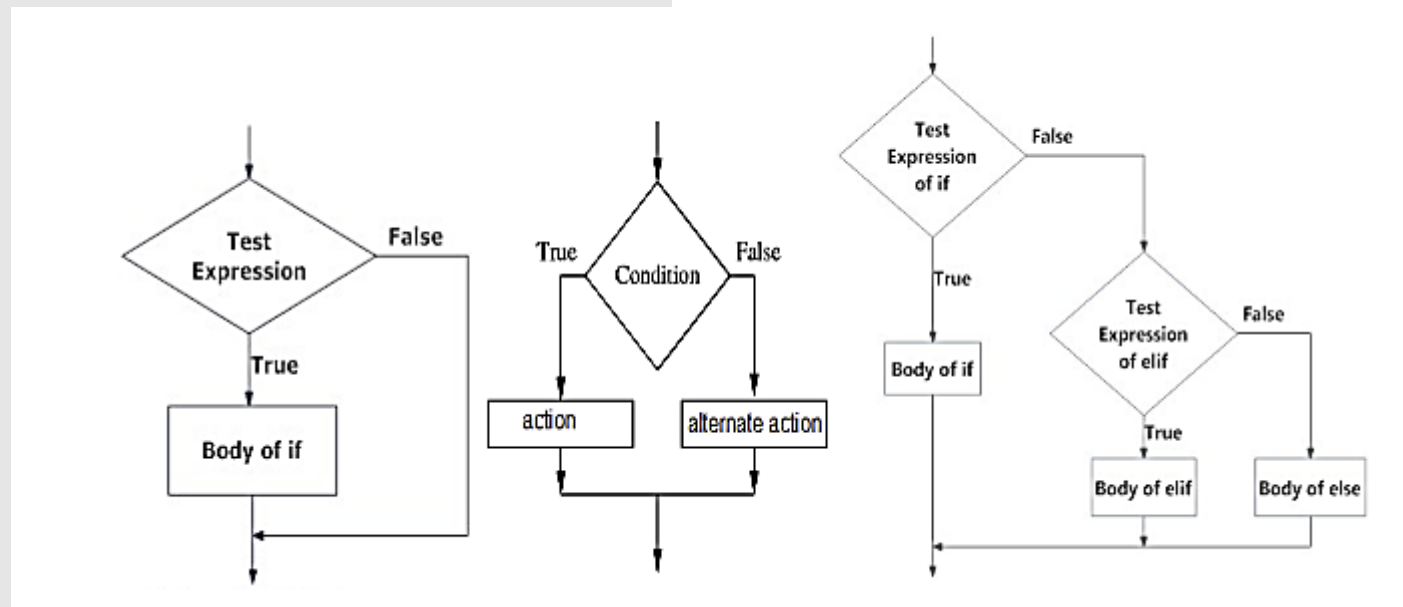 Test
Expression
False
True
Body of if
True
False
Condition
action
alternate action
Test
Expression
of if
False
True
Body of if
Test
Expression
of elif
False
True
Body of elif
Body of else